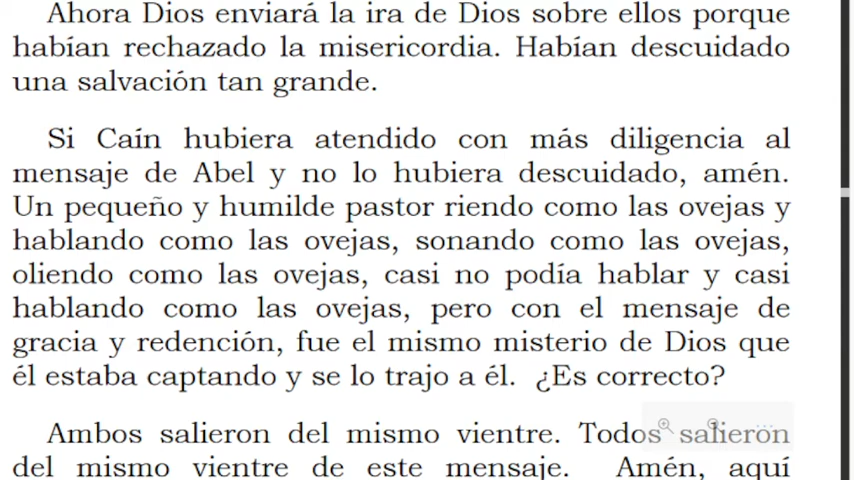 Ahora Dios enviará la ira de Dios sobre ellos porque
habían rechazado la misericordia. Habían descuidado
una salvación tan grande.
Si Caín hubiera atendido con más diligencia al
mensaje de Abel y no lo hubiera descuidado, amén.
Un pequeño y humilde pastor riendo como las ovejas y
hablando como las ovejas, sonando como las ovejas,
oliendo como las ovejas, casi no podía hablar y casi
hablando como las ovejas, pero con el mensaje de
gracia y redención, fue el mismo misterio de Dios que
él estaba captando y se lo trajo a él. ¿Es correcto?
Ambos salieron del mismo vientre. Todos salieron
del mismo vientre de este mensaje. Amén, aquí